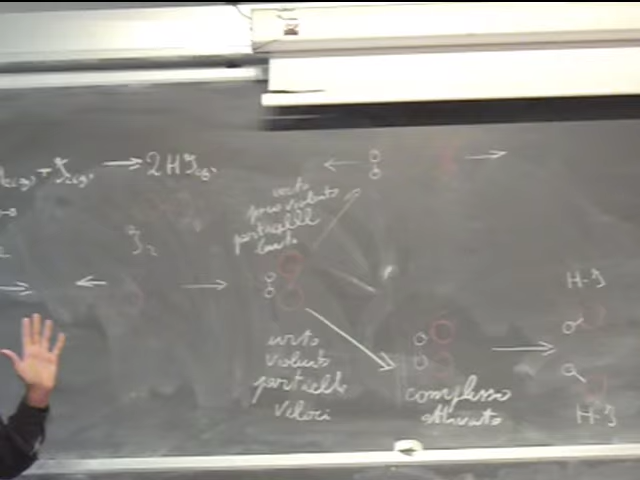 → 2HI(g)
urto
poco violento
particelle
lente
I2
H-I
urto
violento
particelle
veloci
complesso
attivato
H-I